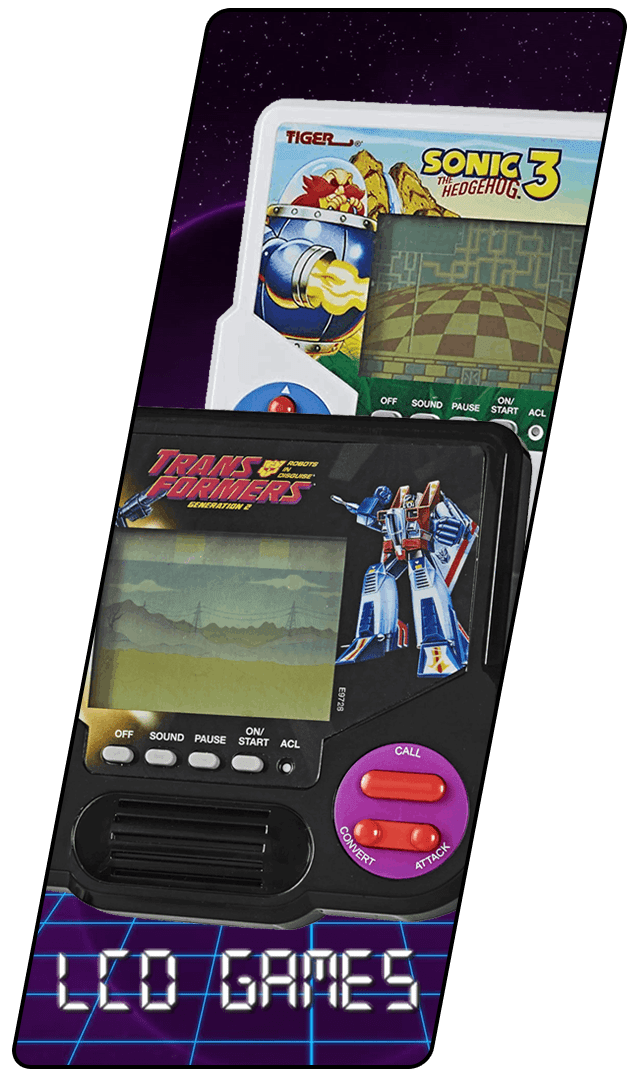 TIGER
SONIC
THE
HEDGEHOG
3
OFF SOUND PAUSE ON/START ACL
TRANS
FORMERS
ROBOTS
IN
DISGUISE
GENERATION 2
E9728
OFF SOUND PAUSE ON/START ACL
CALL
CONVERT ATTACK
LCD GAMES